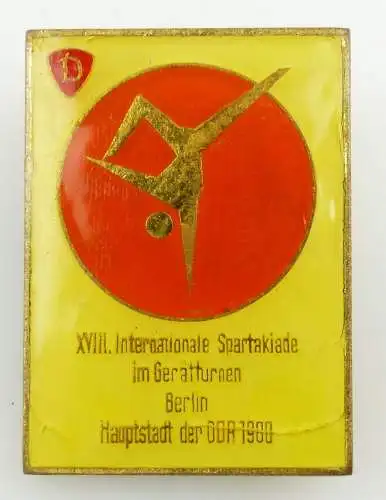 D
XVIII. Internationale Spartakiade
im Gerätturnen
Berlin
Hauptstadt der DDR 1980